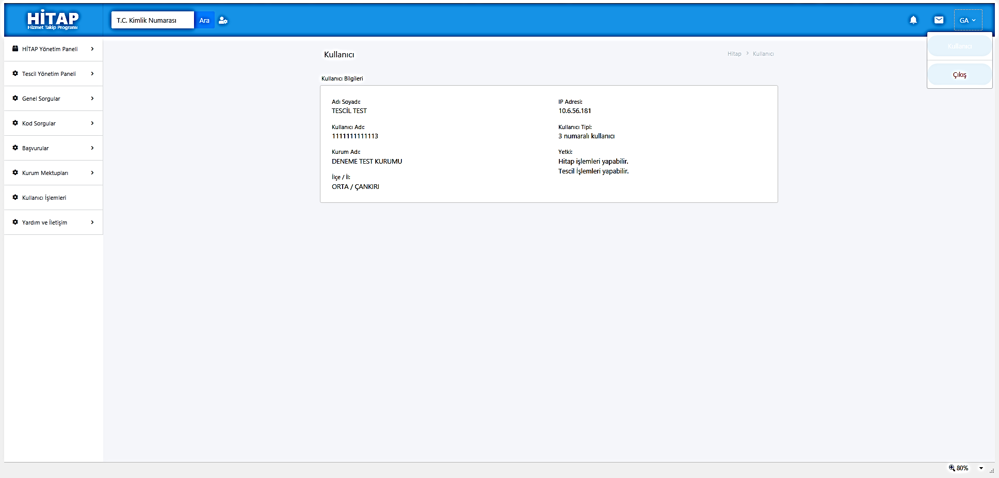 HİTAP
Hizmet Takip Programı
T.C. Kimlik Numarası
Ara
GA
Kullanıcı
Çıkış
HİTAP Yönetim Paneli
Tescil Yönetim Paneli
Genel Sorgular
Kod Sorgular
Başvurular
Kurum Mektupları
Kullanıcı İşlemleri
Yardım ve İletişim
Kullanıcı
Hitap > Kullanıcı
Kullanıcı Bilgileri
Adı Soyadı:
TESCİL TEST
Kullanıcı Adı:
1111111111113
Kurum Adı:
DENEME TEST KURUMU
İlçe / İl:
ORTA / ÇANKIRI
IP Adresi:
10.6.56.181
Kullanıcı Tipi:
3 numaralı kullanıcı
Yetki:
Hitap işlemleri yapabilir.
Tescil İşlemleri yapabilir.
80%